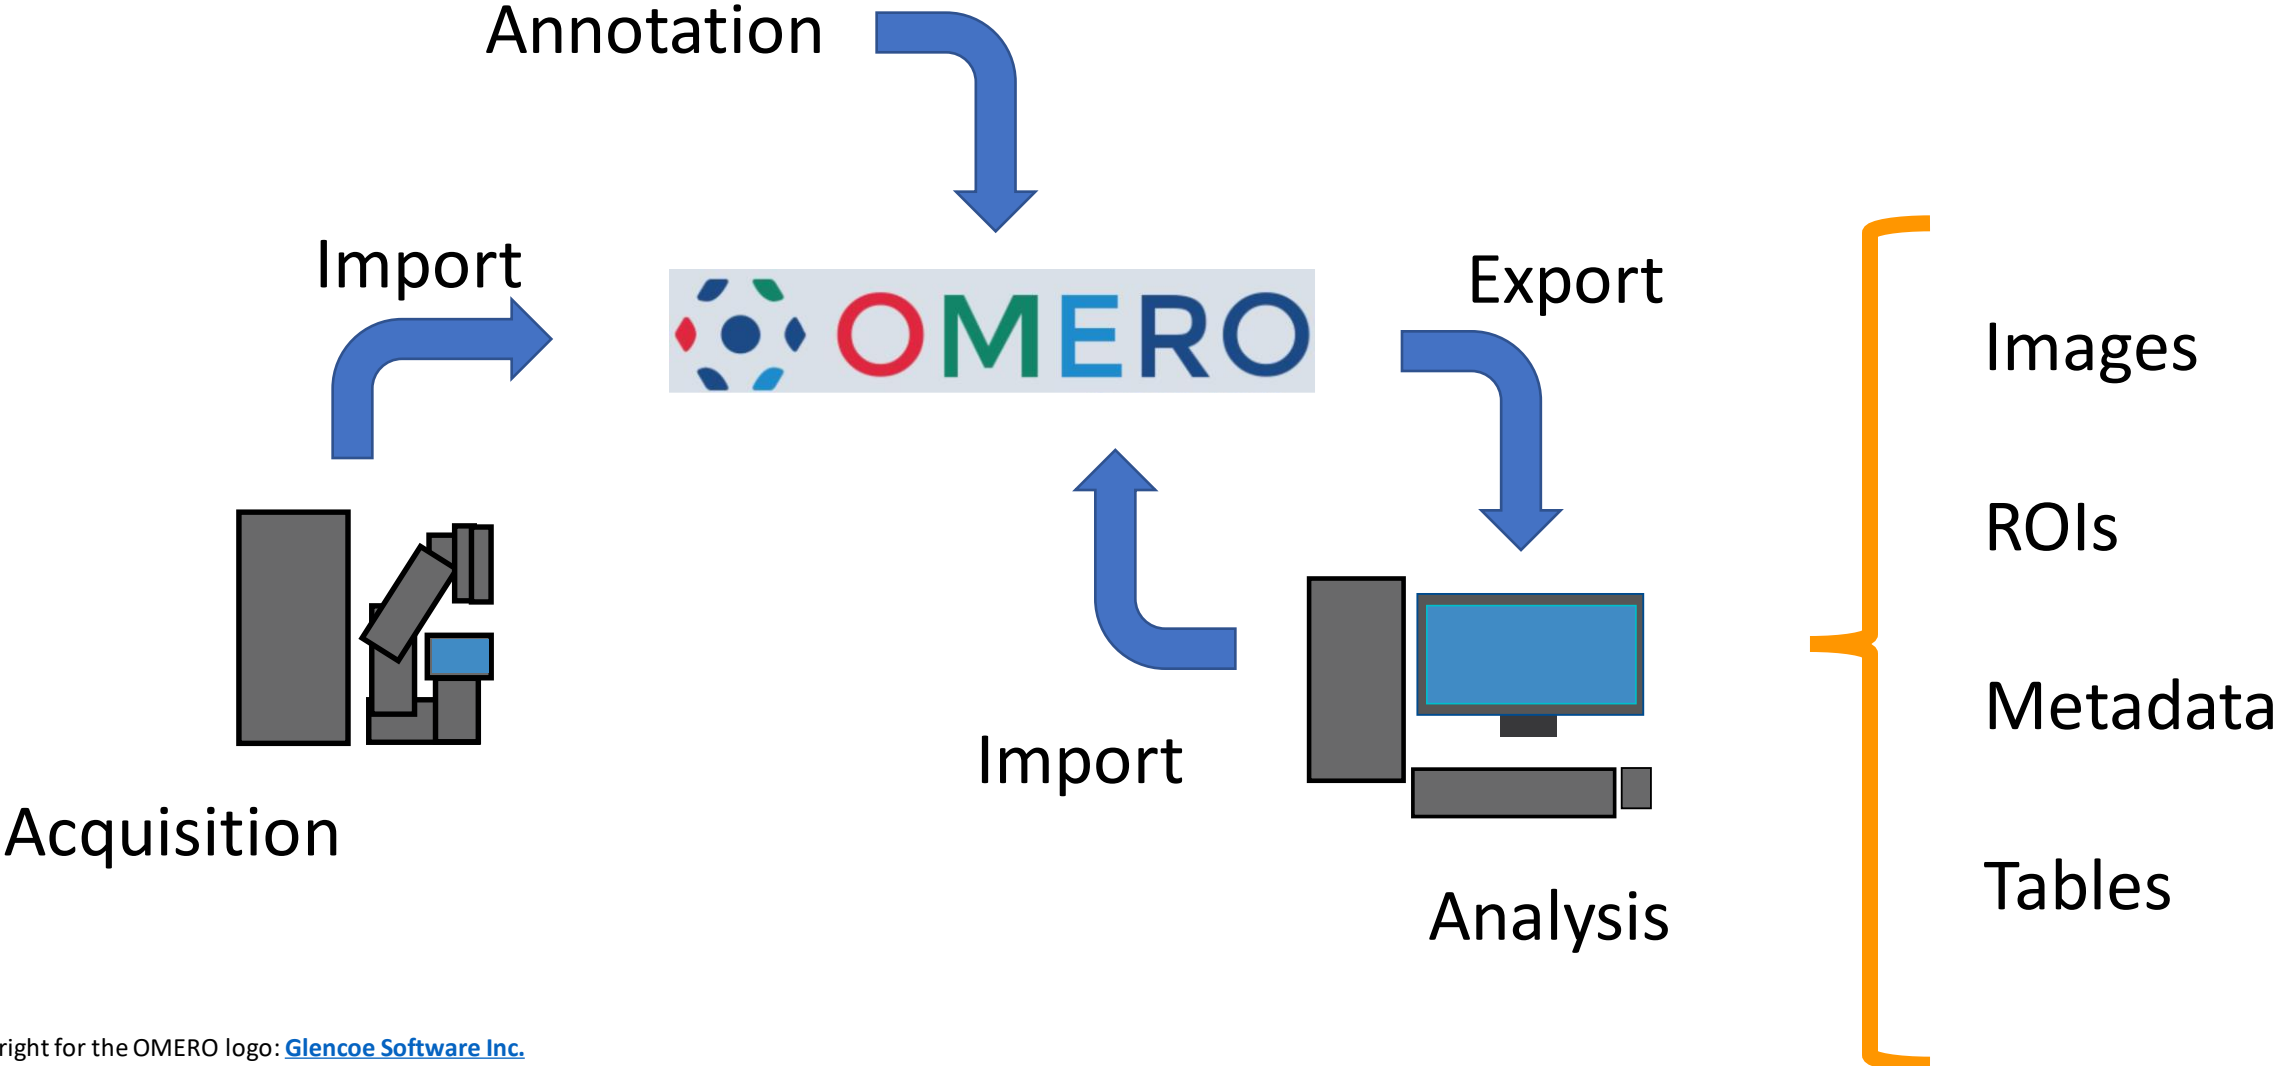 Annotation
Import
OMERO
Export
Images
ROIs
Metadata
Import
Acquisition
Tables
Analysis
right for the OMERO logo: Glencoe Software Inc.